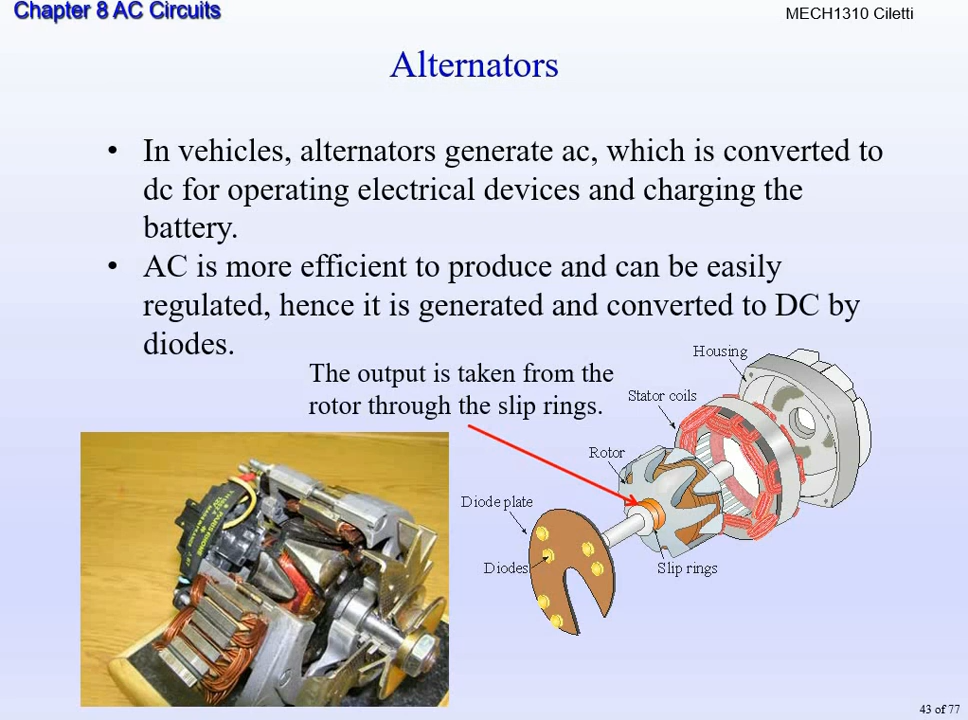 Chapter 8 AC Circuits
MECH1310 Ciletti
Alternators
• In vehicles, alternators generate ac, which is converted to
dc for operating electrical devices and charging the
battery.
• AC is more efficient to produce and can be easily
regulated, hence it is generated and converted to DC by
diodes.
The output is taken from the
rotor through the slip rings.
Housing
Stator coils
Rotor
Diode plate
Diodes
Slip rings
43 of 77